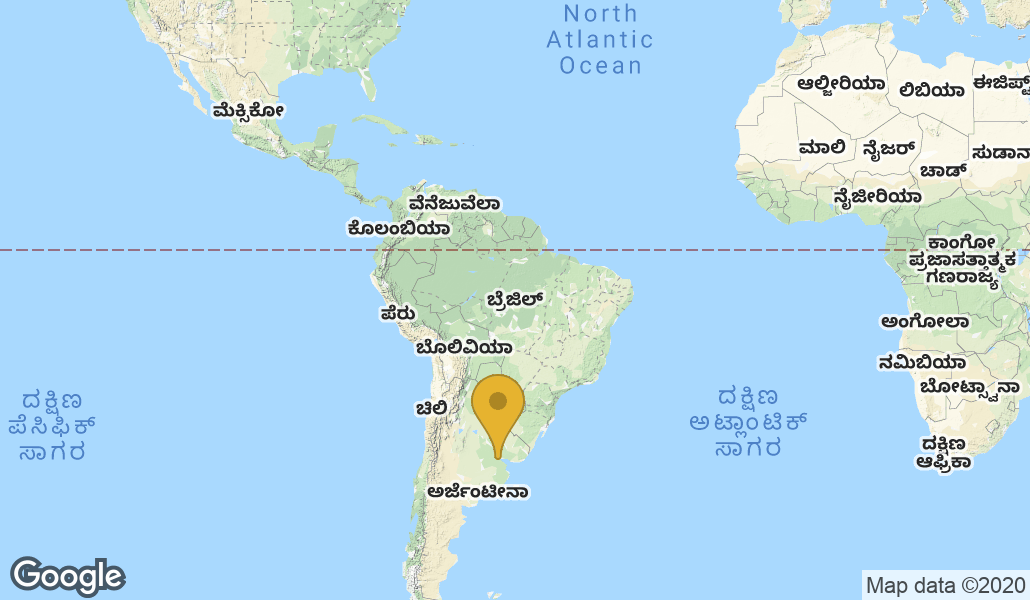 North
Atlantic
Ocean
ಮೆಕ್ಸಿಕೋ
ಆಲ್ಜೀರಿಯಾ
ಲಿಬಿಯಾ
ಈಜಿಪ್ಟ್
ಮಾಲಿ
ನೈಜರ್
ಸುಡಾನ
ಚಾಡ್
ನೈಜೀರಿಯಾ
ವೆನೆಜುವೆಲಾ
ಕೊಲಂಬಿಯಾ
ಕಾಂಗೋ
ಪ್ರಜಾಸತ್ತಾತ್ಮಕ
ಗಣರಾಜ್ಯ
ಬ್ರೆಜಿಲ್
ಪೆರು
ಅಂಗೋಲಾ
ಬೊಲಿವಿಯಾ
ನಮಿಬಿಯಾ
ಬೋಟ್ಸ್ವಾನಾ
ದಕ್ಷಿಣ
ಪೆಸಿಫಿಕ್
ಸಾಗರ
ಚಿಲಿ
ದಕ್ಷಿಣ
ಅಟ್ಲಾಂಟಿಕ್
ಸಾಗರ
ದಕ್ಷಿಣ
ಆಫ್ರಿಕಾ
ಅರ್ಜೆಂಟೀನಾ
Google
Map data ©2020